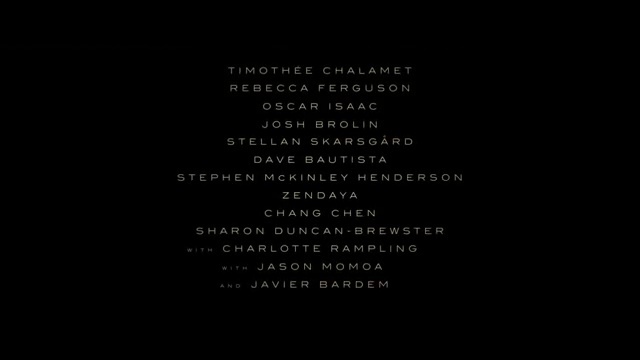 TIMOTHÉE CHALAMET
REBECCA FERGUSON
OSCAR ISAAC
JOSH BROLIN
STELLAN SKARSGÅRD
DAVE BAUTISTA
STEPHEN McKINLEY HENDERSON
ZENDAYA
CHANG CHEN
SHARON DUNCAN-BREWSTER
WITH CHARLOTTE RAMPLING
WITH JASON MOMOA
AND JAVIER BARDEM